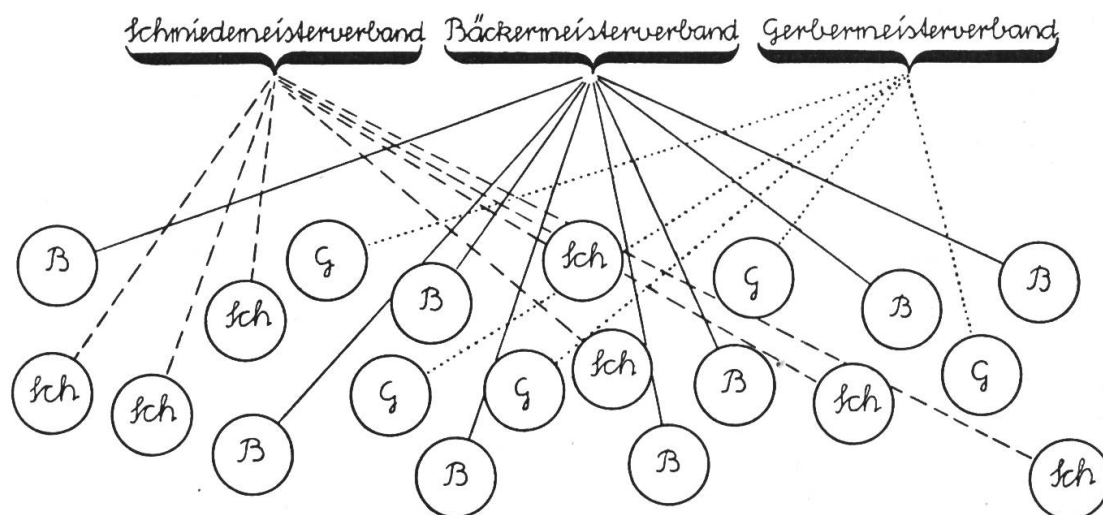 Schmiedemeisterverband Bäckermeisterverband Gerbermeisterverband
B G Sch G B
Sch B B
Sch Sch G G Sch B Sch G
B B B Sch